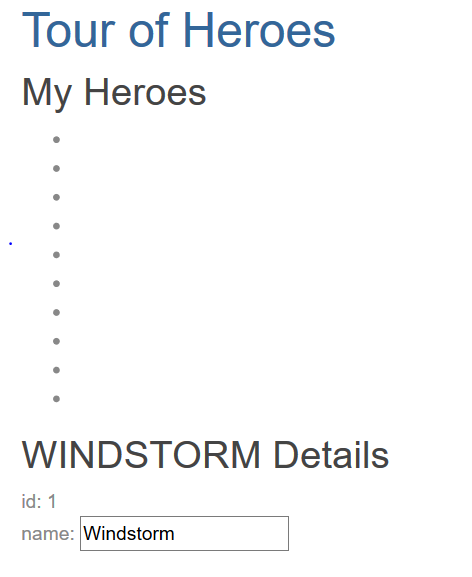 Tour of Heroes
My Heroes
WINDSTORM Details
id: 1
name: Windstorm